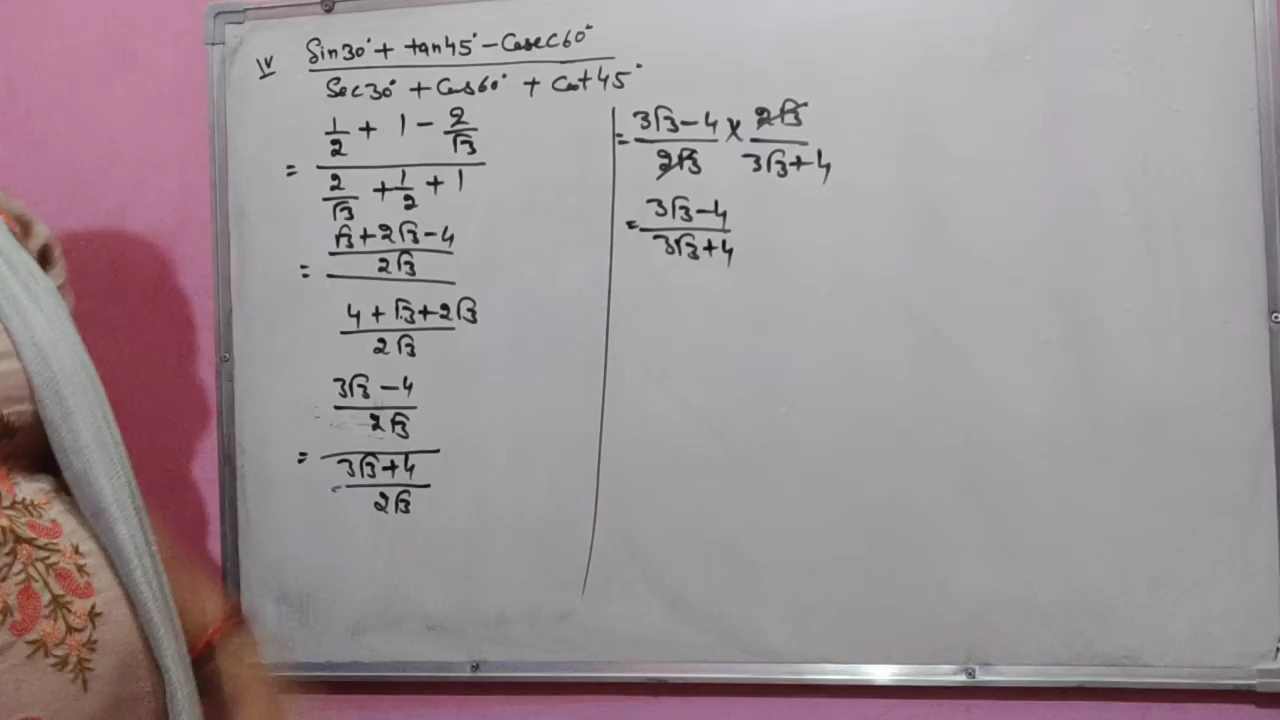 IV Sin30° + tan45° - Cosec60°
Sec30° + Cos60° + Cot45°
= 1/2 + 1 - 2/√3
2/√3 + 1/2 + 1
= √3 + 2√3 - 4
2√3
4 + √3 + 2√3
2√3
= 3√3 - 4
2√3
3√3 + 4
2√3
= 3√3 - 4 / 2√3 × 2√3 / 3√3 + 4
= 3√3 - 4
3√3 + 4